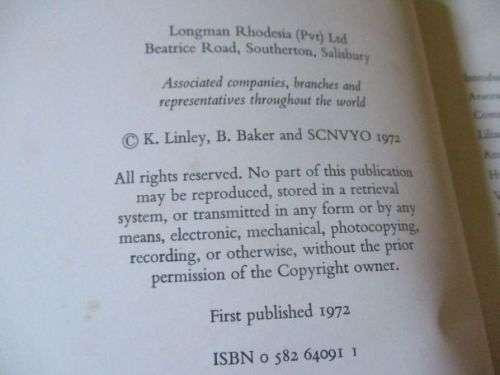 Longman Rhodesia (Pvt) Ltd
Beatrice Road, Southerton, Salisbury
Associated companies, branches and
representatives throughout the world
© K. Linley, B. Baker and SCNVYO 1972
All rights reserved. No part of this publication
may be reproduced, stored in a retrieval
system, or transmitted in any form or by any
means, electronic, mechanical, photocopying,
recording, or otherwise, without the prior
permission of the Copyright owner.
First published 1972
ISBN 0 582 64091 1